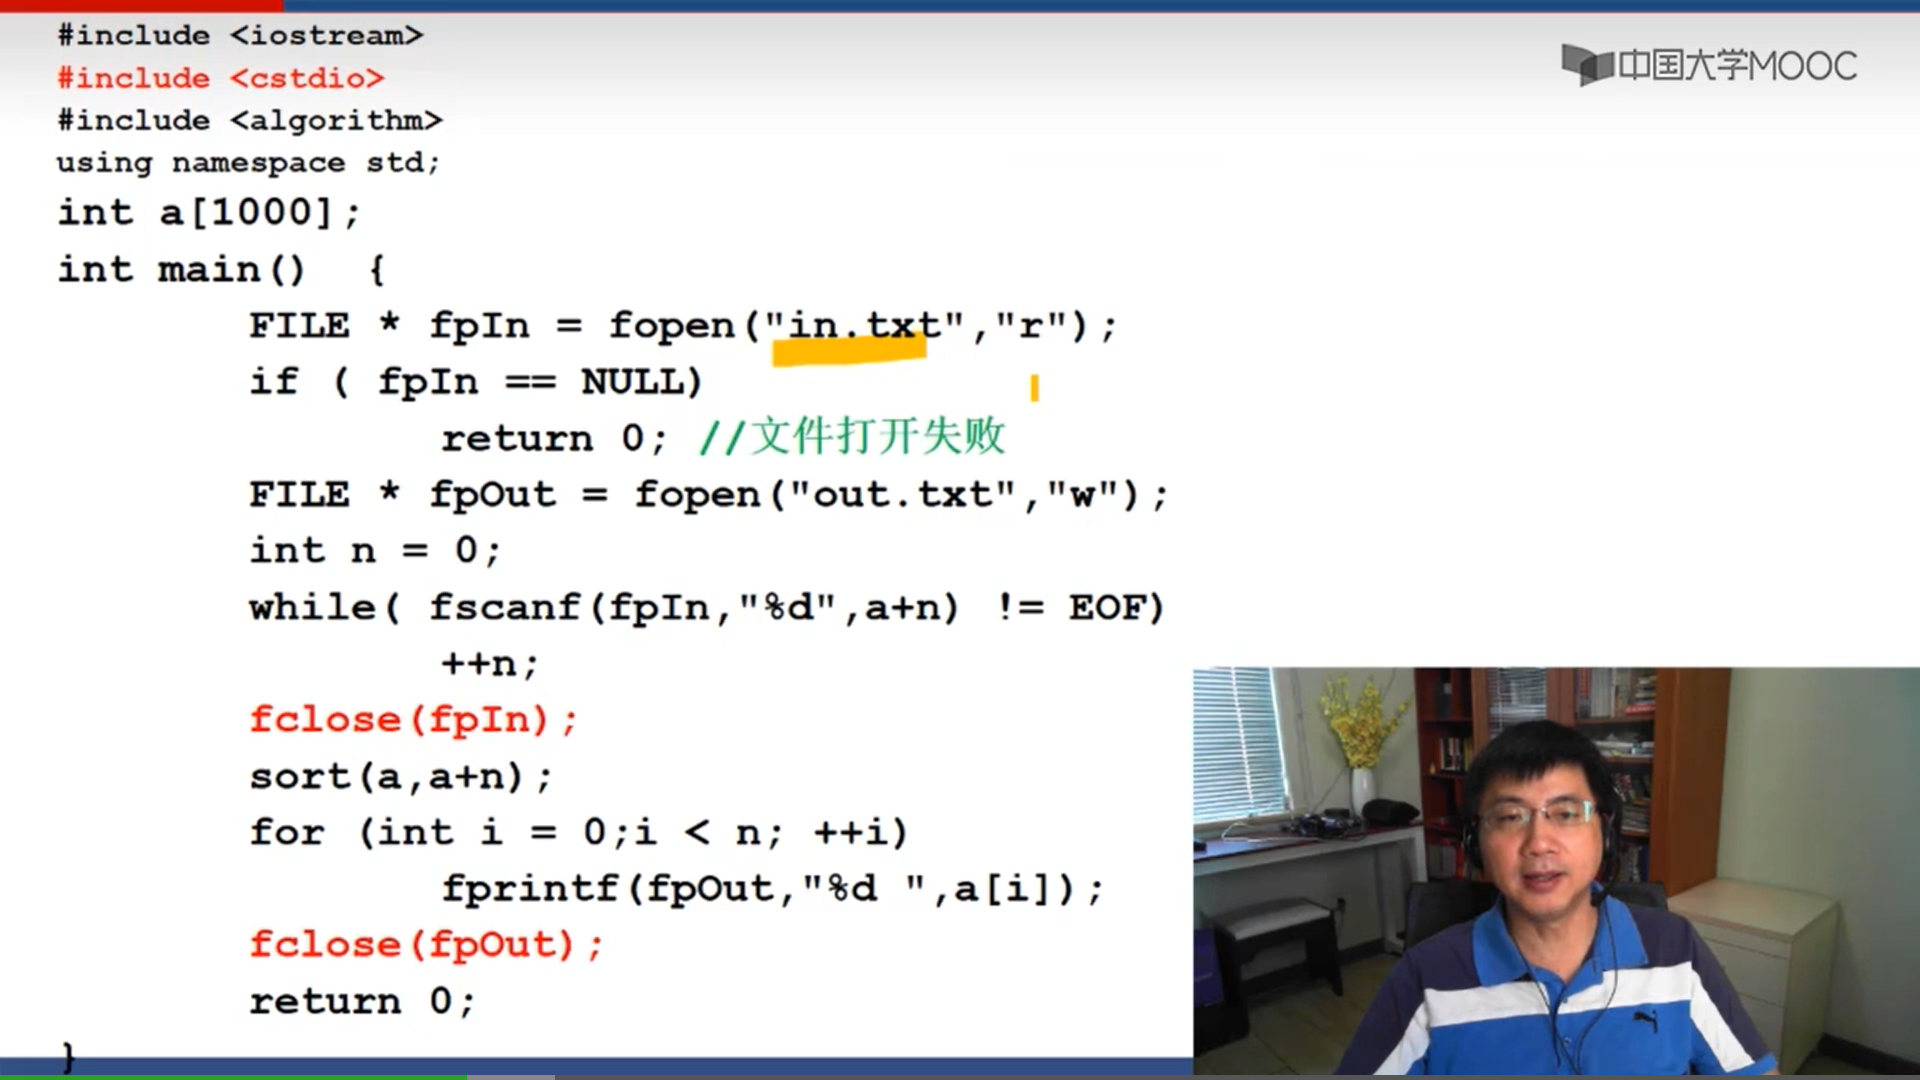 #include <iostream>
#include <cstdio>
#include <algorithm>
using namespace std;
int a[1000];
int main()  {
FILE * fpIn = fopen("in.txt","r");
if ( fpIn == NULL)
return 0; //文件打开失败
FILE * fpOut = fopen("out.txt","w");
int n = 0;
while( fscanf(fpIn,"%d",a+n) != EOF)
++n;
fclose(fpIn);
sort(a,a+n);
for (int i = 0;i < n; ++i)
fprintf(fpOut,"%d ",a[i]);
fclose(fpOut);
return 0;
}
中国大学MOOC